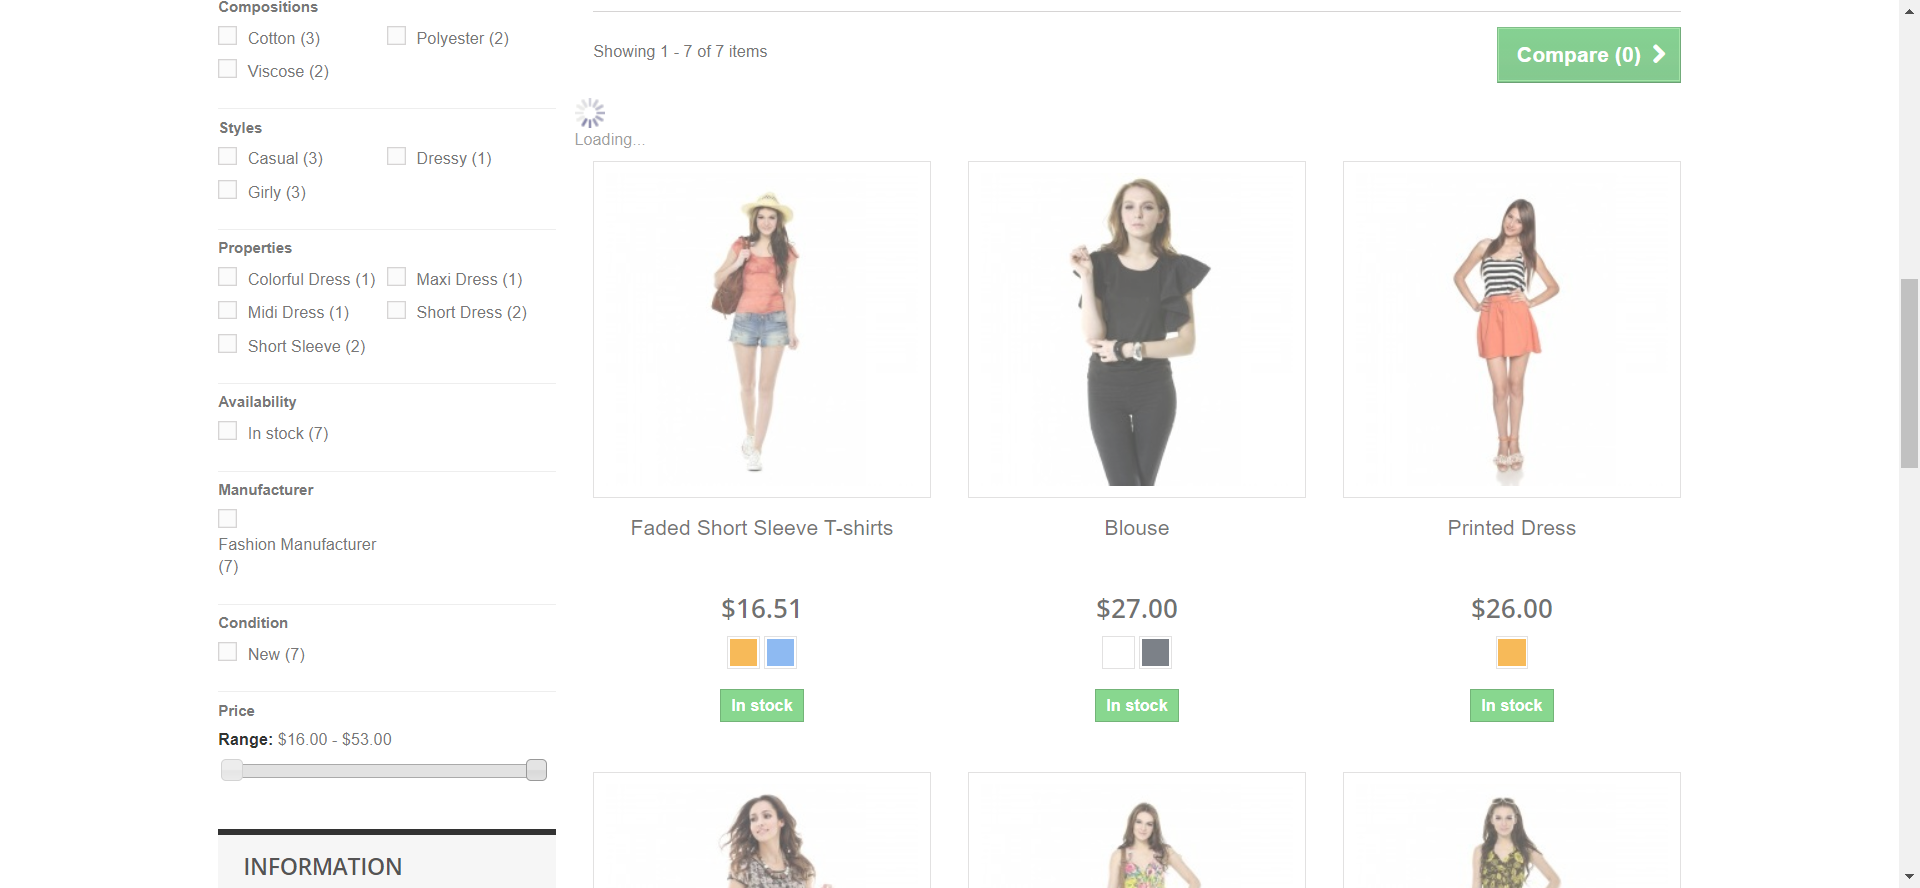 Compositions
Cotton (3)
Polyester (2)
Viscose (2)
Styles
Casual (3)
Dressy (1)
Girly (3)
Properties
Colorful Dress (1)
Maxi Dress (1)
Midi Dress (1)
Short Dress (2)
Short Sleeve (2)
Availability
In stock (7)
Manufacturer
Fashion Manufacturer
(7)
Condition
New (7)
Price
Range: $16.00 - $53.00
INFORMATION
Showing 1 - 7 of 7 items
Compare (0)
Loading...
Faded Short Sleeve T-shirts
$16.51
In stock
Blouse
$27.00
In stock
Printed Dress
$26.00
In stock